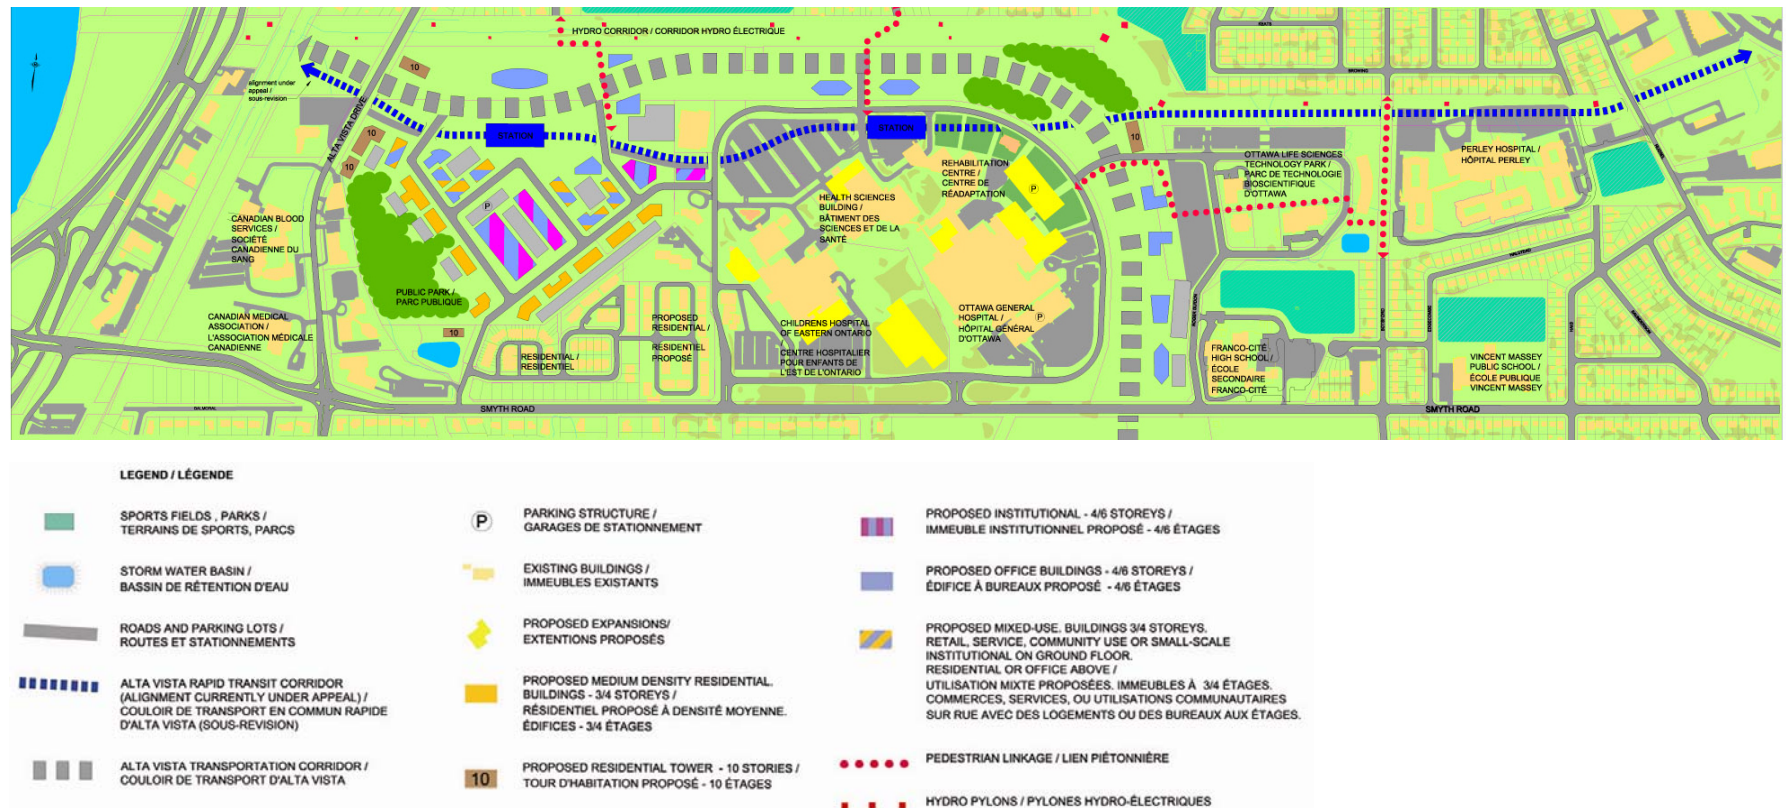 HYDRO CORRIDOR / CORRIDOR HYDRO ÉLECTRIQUE
alignment under
appeal /
sous-revision
10
ALTA VISTA DRIVE
10
10
STATION
STATION
P
CANADIAN BLOOD
SERVICES /
SOCIÉTÉ
CANADIENNE DU
SANG
PUBLIC PARK /
PARC PUBLIQUE
CANADIAN MEDICAL
ASSOCIATION /
L'ASSOCIATION MÉDICALE
CANADIENNE
10
RESIDENTIAL /
RÉSIDENTIEL
PROPOSED
RESIDENTIAL /
RÉSIDENTIEL
PROPOSÉ
HEALTH SCIENCES
BUILDING /
BÂTIMENT DES
SCIENCES ET DE LA
SANTÉ
REHABILITATION
CENTRE /
CENTRE DE
RÉADAPTATION
P
CHILDRENS HOSPITAL
OF EASTERN ONTARIO
/
CENTRE HOSPITALIER
POUR ENFANTS DE
L'EST DE L'ONTARIO
OTTAWA GENERAL
HOSPITAL /
HÔPITAL GÉNÉRAL
D'OTTAWA
P
10
OTTAWA LIFE SCIENCES
TECHNOLOGY PARK /
PARC DE TECHNOLOGIE
BIOSCIENTIFIQUE
D'OTTAWA
PERLEY HOSPITAL /
HÔPITAL PERLEY
FRANCO-CITÉ
HIGH SCHOOL /
ÉCOLE
SECONDAIRE
FRANCO-CITÉ
VINCENT MASSEY
PUBLIC SCHOOL /
ÉCOLE PUBLIQUE
VINCENT MASSEY
BALMORAL
SMYTH ROAD
SMYTH ROAD
LEGEND / LÉGENDE
SPORTS FIELDS , PARKS /
TERRAINS DE SPORTS, PARCS
STORM WATER BASIN /
BASSIN DE RÉTENTION D'EAU
ROADS AND PARKING LOTS /
ROUTES ET STATIONNEMENTS
ALTA VISTA RAPID TRANSIT CORRIDOR
(ALIGNMENT CURRENTLY UNDER APPEAL) /
COULOIR DE TRANSPORT EN COMMUN RAPIDE
D'ALTA VISTA (SOUS-REVISION)
ALTA VISTA TRANSPORTATION CORRIDOR /
COULOIR DE TRANSPORT D'ALTA VISTA
P
PARKING STRUCTURE /
GARAGES DE STATIONNEMENT
EXISTING BUILDINGS /
IMMEUBLES EXISTANTS
PROPOSED EXPANSIONS/
EXTENTIONS PROPOSÉS
PROPOSED MEDIUM DENSITY RESIDENTIAL.
BUILDINGS - 3/4 STOREYS /
RÉSIDENTIEL PROPOSÉ À DENSITÉ MOYENNE.
ÉDIFICES - 3/4 ÉTAGES
10
PROPOSED RESIDENTIAL TOWER - 10 STORIES /
TOUR D'HABITATION PROPOSÉ - 10 ÉTAGES
PROPOSED INSTITUTIONAL - 4/6 STOREYS /
IMMEUBLE INSTITUTIONNEL PROPOSÉ - 4/6 ÉTAGES
PROPOSED OFFICE BUILDINGS - 4/6 STOREYS /
ÉDIFICE À BUREAUX PROPOSÉ - 4/6 ÉTAGES
PROPOSED MIXED-USE. BUILDINGS 3/4 STOREYS.
RETAIL, SERVICE, COMMUNITY USE OR SMALL-SCALE
INSTITUTIONAL ON GROUND FLOOR.
RESIDENTIAL OR OFFICE ABOVE /
UTILISATION MIXTE PROPOSÉES. IMMEUBLES À 3/4 ÉTAGES.
COMMERCES, SERVICES, OU UTILISATIONS COMMUNAUTAIRES
SUR RUE AVEC DES LOGEMENTS OU DES BUREAUX AUX ÉTAGES.
PEDESTRIAN LINKAGE / LIEN PIÉTONNIÈRE
HYDRO PYLONS / PYLONES HYDRO-ÉLECTRIQUES